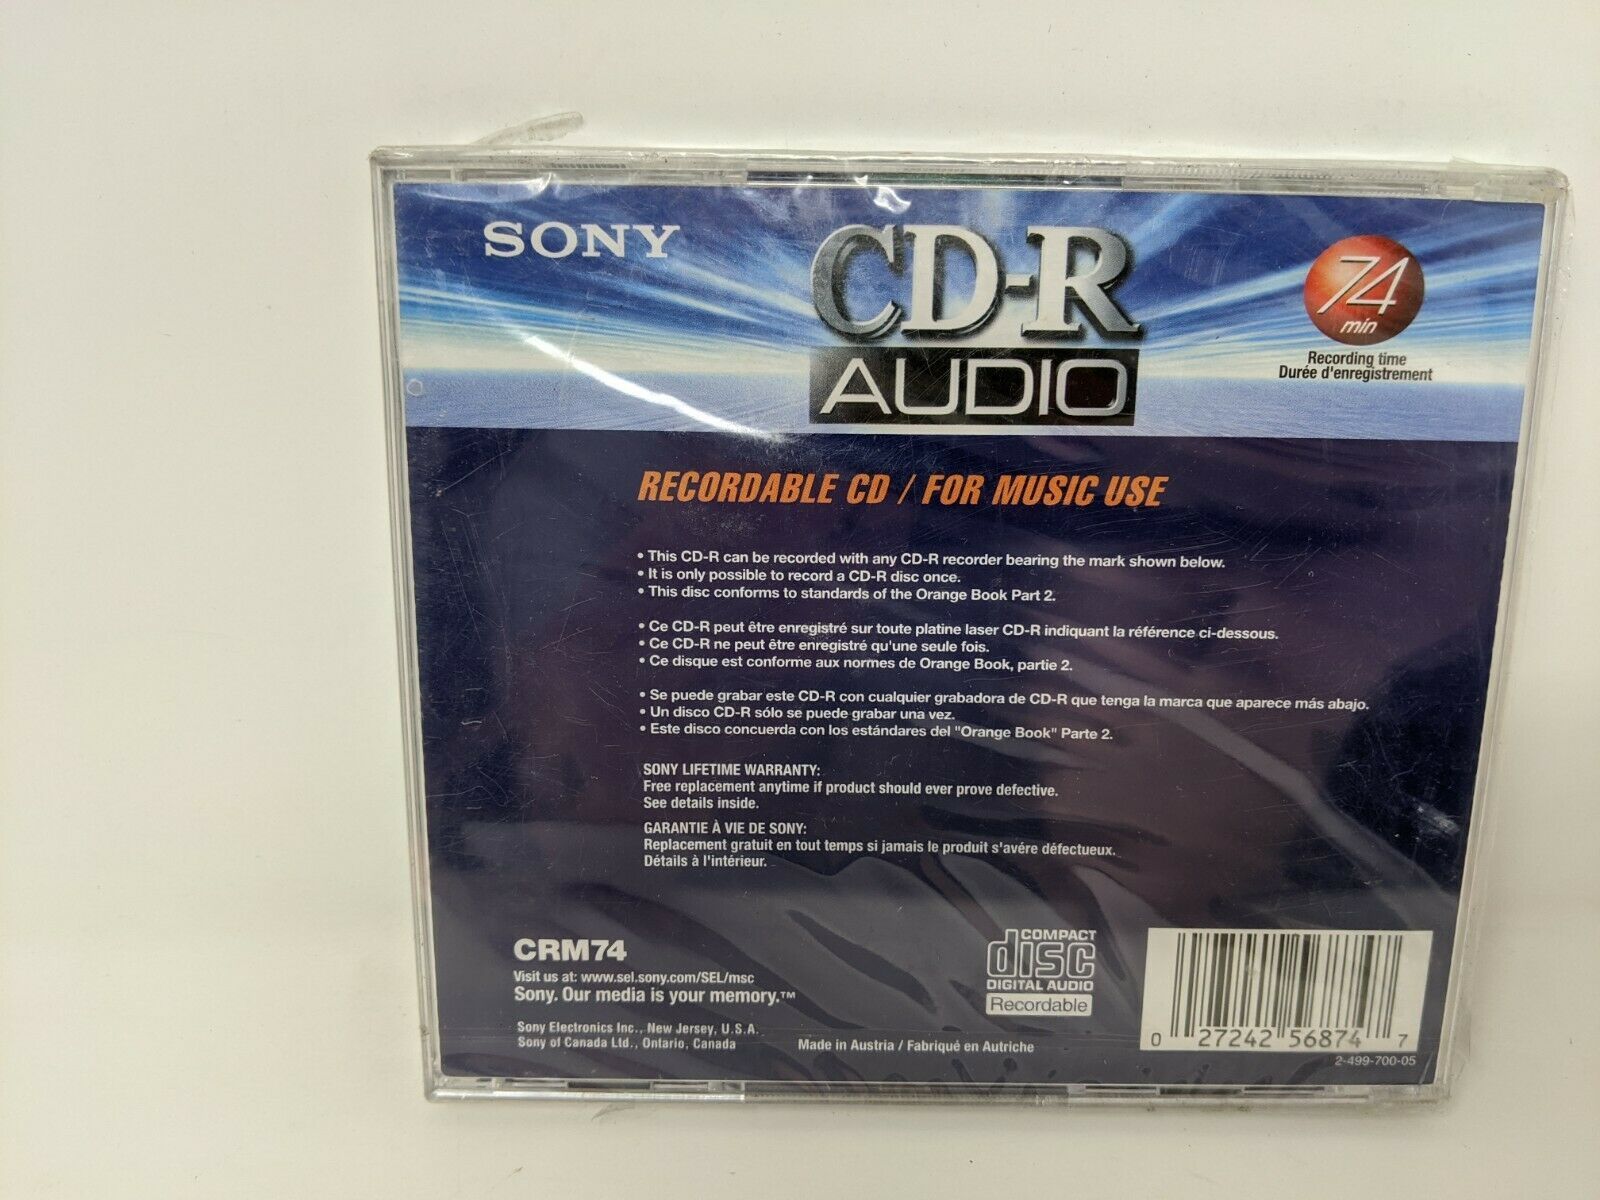 SONY
CD-R
AUDIO
74
min
Recording time
Durée d'enregistrement
RECORDABLE CD / FOR MUSIC USE
• This CD-R can be recorded with any CD-R recorder bearing the mark shown below.
• It is only possible to record a CD-R disc once.
• This disc conforms to standards of the Orange Book Part 2.
• Ce CD-R peut être enregistré sur toute platine laser CD-R indiquant la référence ci-dessous.
• Ce CD-R ne peut être enregistré qu'une seule fois.
• Ce disque est conforme aux normes de Orange Book, partie 2.
• Se puede grabar este CD-R con cualquier grabadora de CD-R que tenga la marca que aparece más abajo.
• Un disco CD-R sólo se puede grabar una vez.
• Este disco concuerda con los estándares del "Orange Book" Parte 2.
SONY LIFETIME WARRANTY:
Free replacement anytime if product should ever prove defective.
See details inside.
GARANTIE À VIE DE SONY:
Replacement gratuit en tout temps si jamais le produit s'avére défectueux.
Détails à l'intérieur.
CRM74
Visit us at: www.sel.sony.com/SEL/msc
Sony. Our media is your memory.™
Sony Electronics Inc., New Jersey, U.S.A.
Sony of Canada Ltd., Ontario, Canada
Made in Austria / Fabriqué en Autriche
COMPACT
disc
DIGITAL AUDIO
Recordable
0 27242 56874 7
2-499-700-05